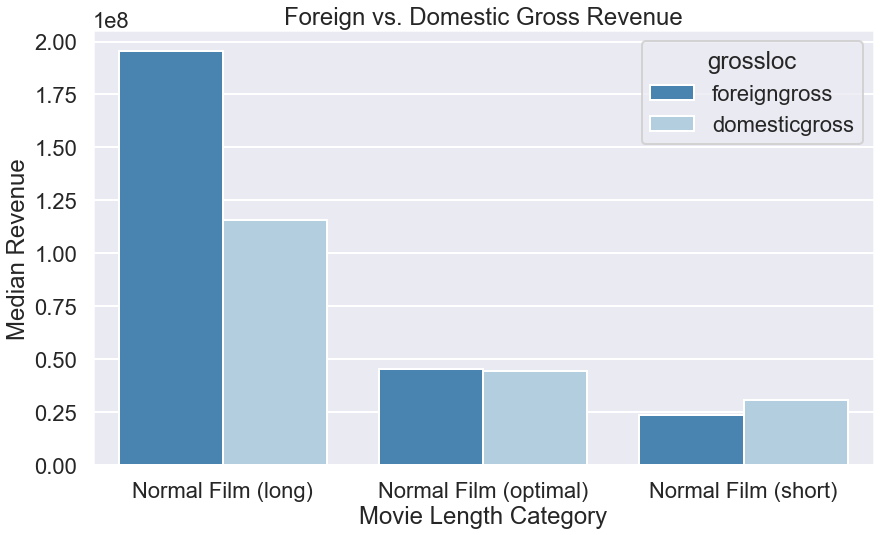 Foreign vs. Domestic Gross Revenue
1e8
2.00
1.75
1.50
1.25
1.00
0.75
0.50
0.25
0.00
Median Revenue
grossloc
foreigngross
domesticgross
Normal Film (long)
Normal Film (optimal)
Normal Film (short)
Movie Length Category